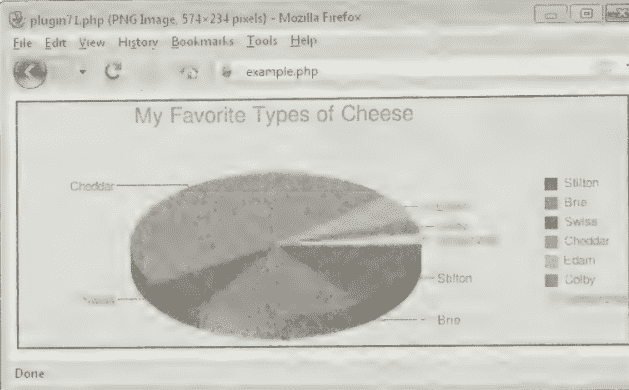 plugin71.php (PNG Image, 574×234 pixels) - Mozilla Firefox
File Edit View History Bookmarks Tools Help
example.php
My Favorite Types of Cheese
Cheddar
Stilton
Brie
Stilton
Brie
Swiss
Cheddar
Edam
Colby
Done